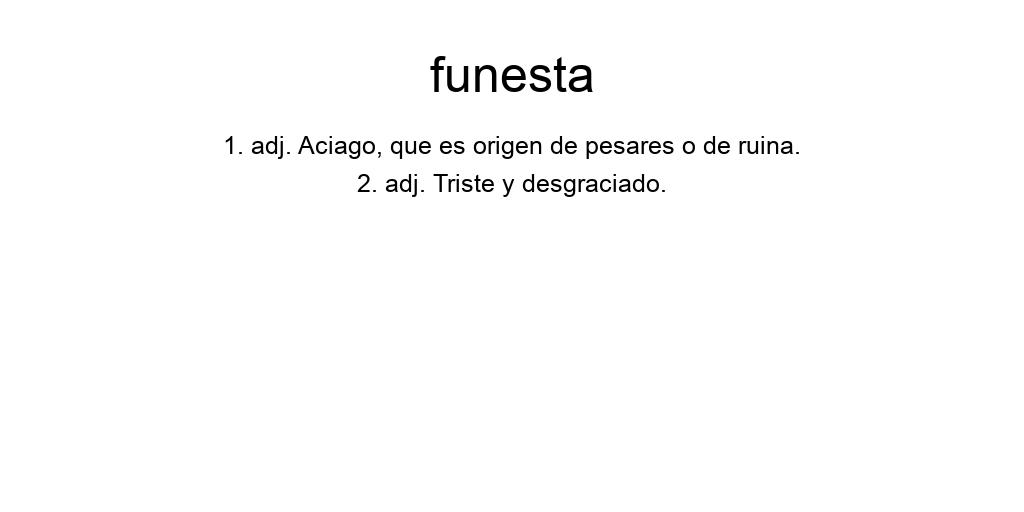 funesta
1. adj. Aciago, que es origen de pesares o de ruina.
2. adj. Triste y desgraciado.